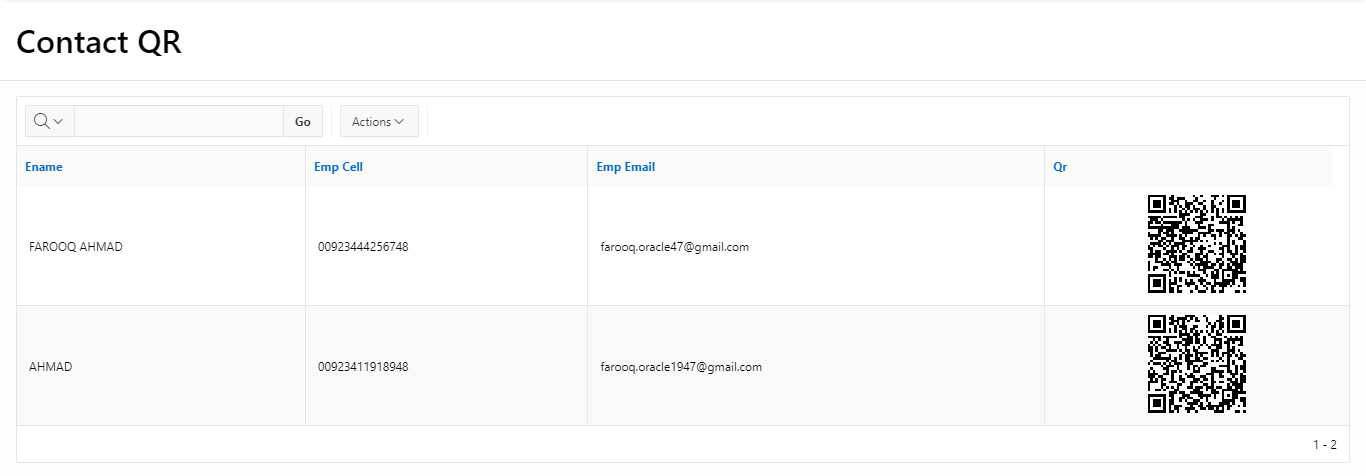 Contact QR
Go
Actions
Ename Emp Cell Emp Email Qr
FAROOQ AHMAD 00923444256748 farooq.oracle47@gmail.com
AHMAD 00923411918948 farooq.oracle1947@gmail.com
1 - 2